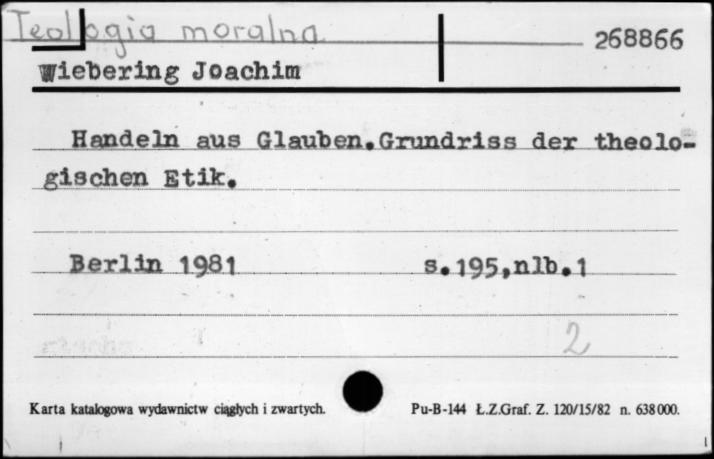 Teologia moralna
268866
Wiebering Joachim
Handeln aus Glauben.Grundriss der theolo-
gischen Etik.
Berlin 1981 s.195,nlb.1
2
Karta katalogowa wydawnictw ciągłych i zwartych. Pu-B-144 Ł.Z.Graf. Z. 120/15/82 n. 638000.